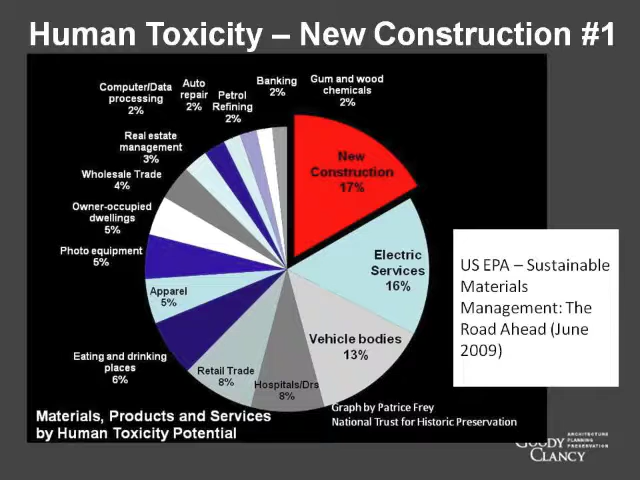 Human Toxicity – New Construction #1
Computer/Data
processing
2%
Auto
repair
2%
Petrol
Refining
2%
Banking
2%
Gum and wood
chemicals
2%
Real estate
management
3%
New
Construction
17%
Wholesale Trade
4%
Owner-occupied
dwellings
5%
Electric
Services
16%
Photo equipment
5%
Apparel
5%
Vehicle bodies
13%
Eating and drinking
places
6%
Retail Trade
8%
Hospitals/Drs
8%
US EPA – Sustainable
Materials
Management: The
Road Ahead (June
2009)
Materials, Products and Services
by Human Toxicity Potential
Graph by Patrice Frey
National Trust for Historic Preservation
GOODY
CLANCY
ARCHITECTURE
PLANNING
PRESERVATION